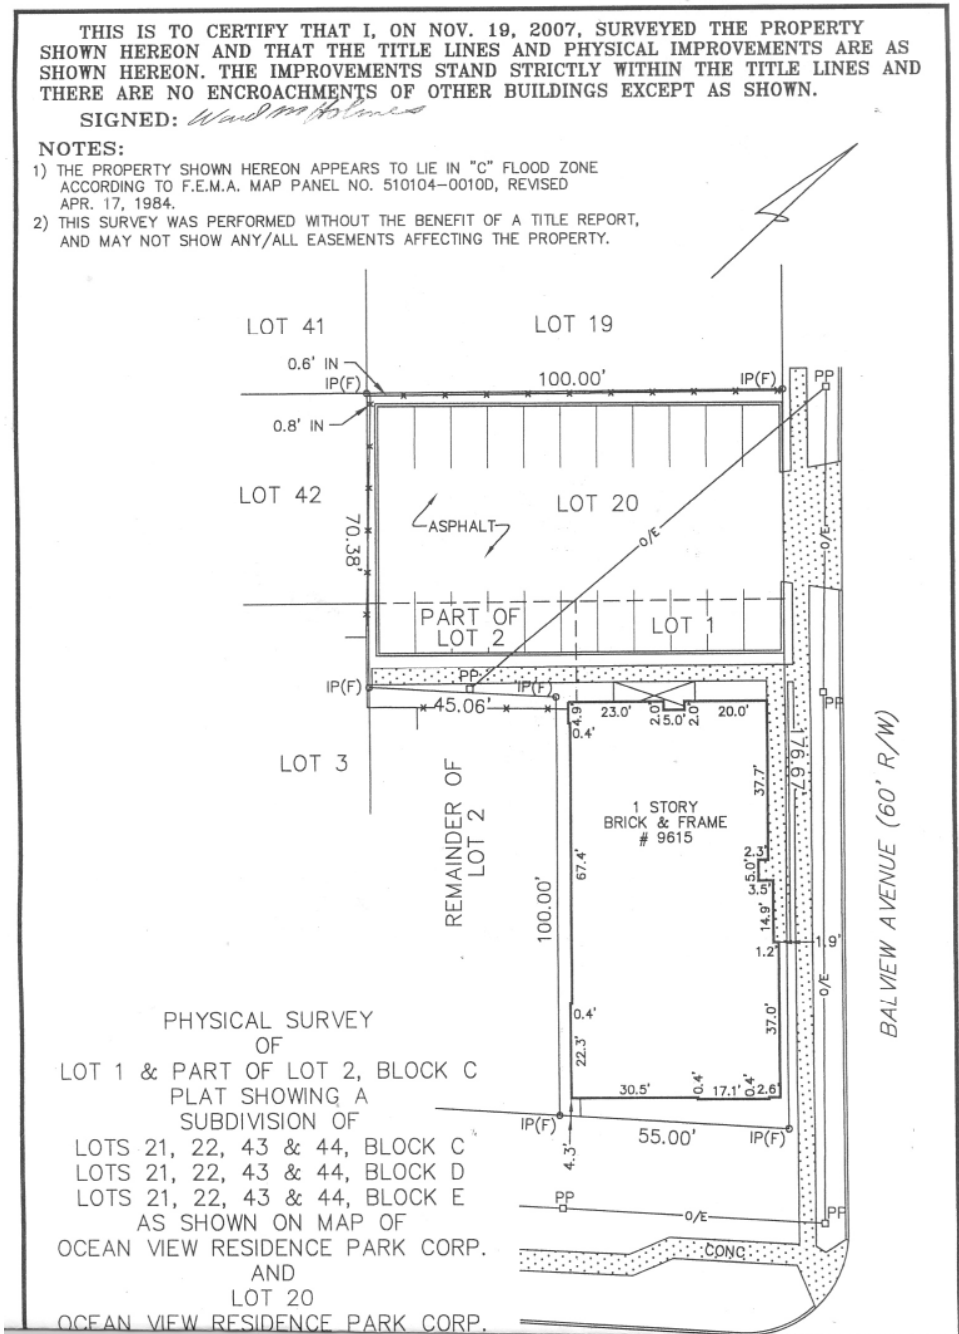 THIS IS TO CERTIFY THAT I, ON NOV. 19, 2007, SURVEYED THE PROPERTY
SHOWN HEREON AND THAT THE TITLE LINES AND PHYSICAL IMPROVEMENTS ARE AS
SHOWN HEREON. THE IMPROVEMENTS STAND STRICTLY WITHIN THE TITLE LINES AND
THERE ARE NO ENCROACHMENTS OF OTHER BUILDINGS EXCEPT AS SHOWN.
SIGNED: Ward M Holmes
NOTES:
1) THE PROPERTY SHOWN HEREON APPEARS TO LIE IN "C" FLOOD ZONE
ACCORDING TO F.E.M.A. MAP PANEL NO. 510104-0010D, REVISED
APR. 17, 1984.
2) THIS SURVEY WAS PERFORMED WITHOUT THE BENEFIT OF A TITLE REPORT,
AND MAY NOT SHOW ANY/ALL EASEMENTS AFFECTING THE PROPERTY.
LOT 41
LOT 19
0.6' IN
IP(F)
100.00'
IP(F)
PP
0.8' IN
LOT 42
LOT 20
70.38'
ASPHALT
O/E
O/E
PART OF
LOT 2
LOT 1
IP(F)
PP
IP(F)
PP
45.06'
4.9'
0.4'
23.0'
2.0'
5.0'
2.0'
20.0'
176.67'
LOT 3
REMAINDER OF
LOT 2
1 STORY
BRICK & FRAME
# 9615
37.7'
BALVIEW AVENUE (60' R/W)
67.4'
2.3'
5.0'
3.5'
14.9'
100.00'
1.2'
1.9'
O/E
0.4'
37.0'
22.3'
30.5'
0.4'
17.1'
0.4'
2.6'
IP(F)
55.00'
IP(F)
4.3'
PP
O/E
PP
CONC
PHYSICAL SURVEY
OF
LOT 1 & PART OF LOT 2, BLOCK C
PLAT SHOWING A
SUBDIVISION OF
LOTS 21, 22, 43 & 44, BLOCK C
LOTS 21, 22, 43 & 44, BLOCK D
LOTS 21, 22, 43 & 44, BLOCK E
AS SHOWN ON MAP OF
OCEAN VIEW RESIDENCE PARK CORP.
AND
LOT 20
OCEAN VIEW RESIDENCE PARK CORP.